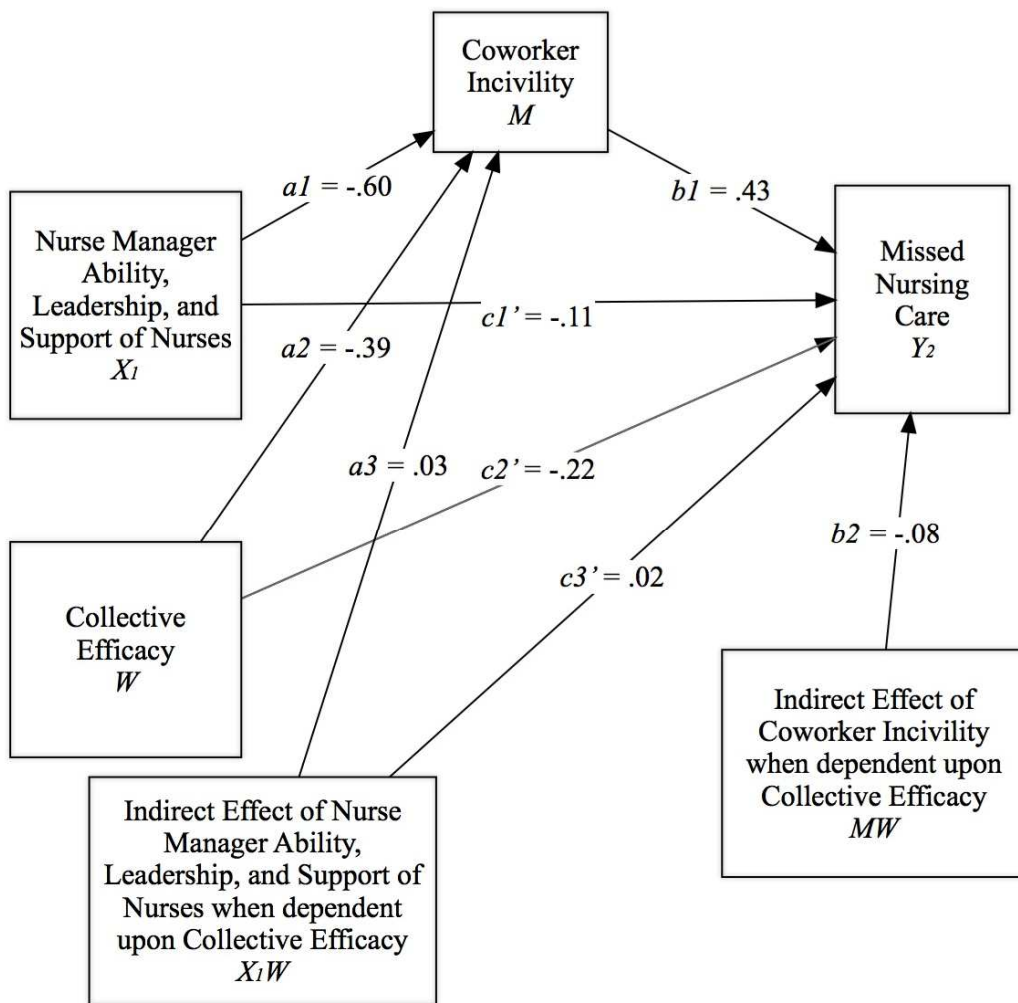 Coworker
Incivility
M
a1 = -.60
b1 = .43
Nurse Manager
Ability,
Leadership, and
Support of Nurses
X1
Missed
Nursing
Care
Y2
c1’ = -.11
a2 = -.39
a3 = .03
c2’ = -.22
b2 = -.08
c3’ = .02
Collective
Efficacy
W
Indirect Effect of
Coworker Incivility
when dependent upon
Collective Efficacy
MW
Indirect Effect of Nurse
Manager Ability,
Leadership, and Support of
Nurses when dependent
upon Collective Efficacy
X1W